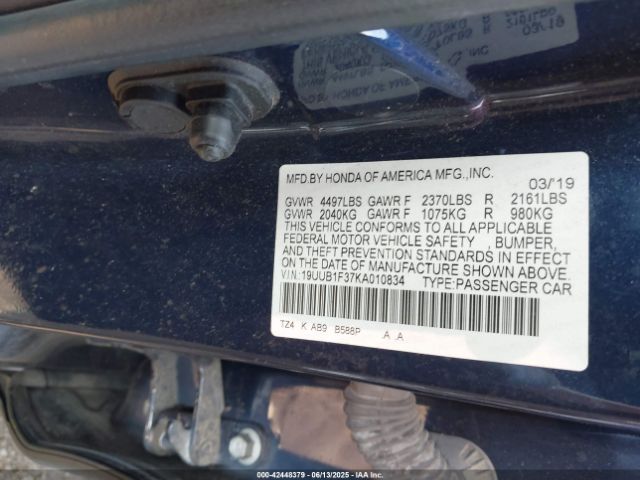 MFD.BY HONDA OF AMERICA MFG.,INC.
03/'19
GVWR 4497LBS GAWR F 2370LBS R 2161LBS
GVWR 2040KG GAWR F 1075KG R 980KG
THIS VEHICLE CONFORMS TO ALL APPLICABLE
FEDERAL MOTOR VEHICLE SAFETY , BUMPER,
AND THEFT PREVENTION STANDARDS IN EFFECT
ON THE DATE OF MANUFACTURE SHOWN ABOVE.
V.I.N.:19UUB1F37KA010834 TYPE:PASSENGER CAR
TZ4 K AB9 B588P .A .A
000-42448379 06/13/2025 IAA Holdings, LLC